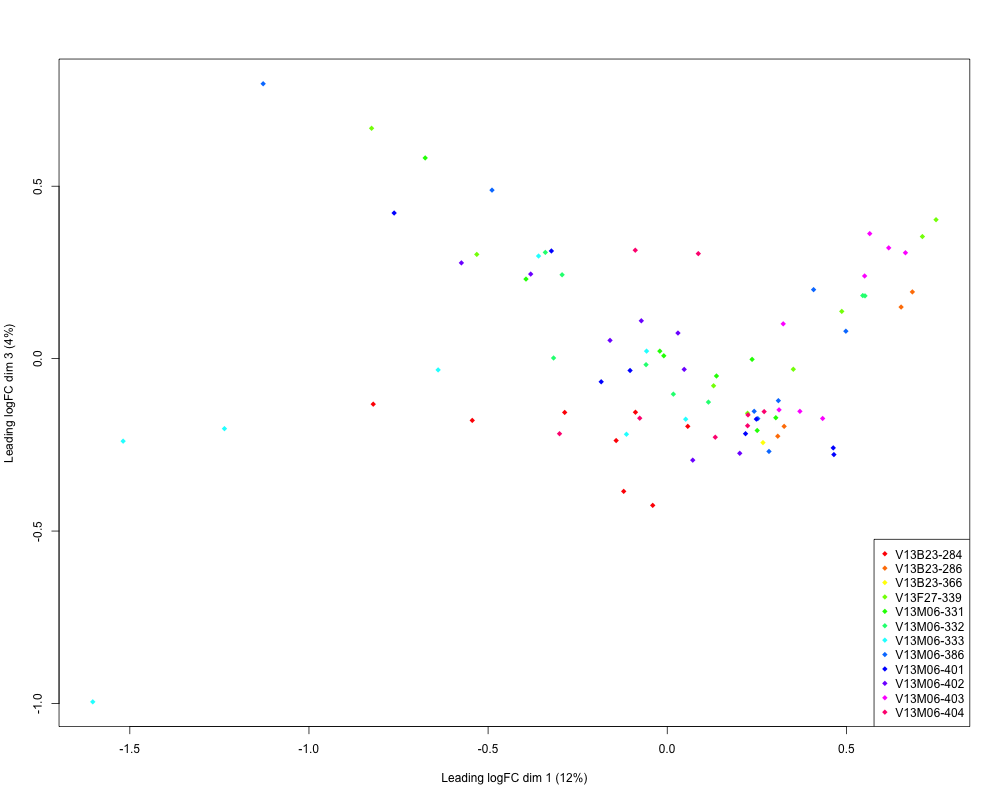 0.5
0.0
-0.5
-1.0
Leading logFC dim 3 (4%)
V13B23-284
V13B23-286
V13B23-366
V13F27-339
V13M06-331
V13M06-332
V13M06-333
V13M06-386
V13M06-401
V13M06-402
V13M06-403
V13M06-404
-1.5 -1.0 -0.5 0.0 0.5
Leading logFC dim 1 (12%)